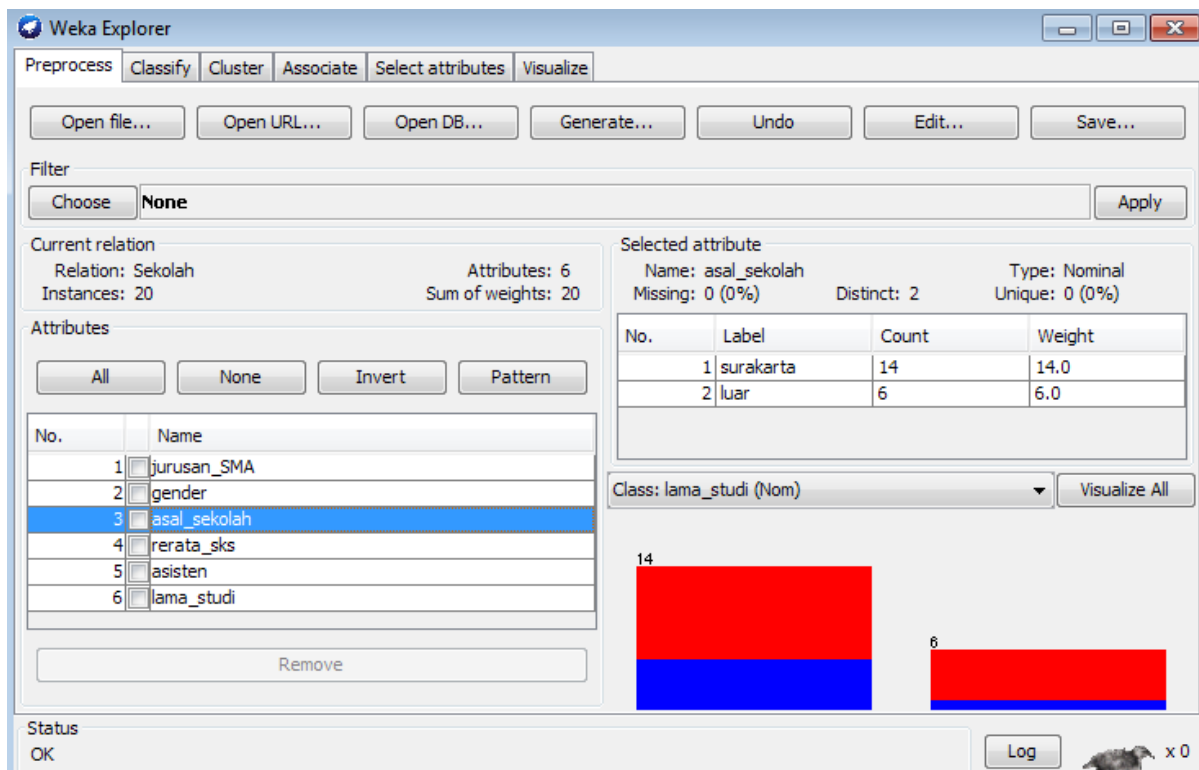 Weka Explorer
Preprocess Classify Cluster Associate Select attributes Visualize
Open file... Open URL... Open DB... Generate... Undo Edit... Save...
Filter
Choose None Apply
Current relation
Relation: Sekolah Attributes: 6
Instances: 20 Sum of weights: 20
Attributes
All None Invert Pattern
No. Name
1 jurusan_SMA
2 gender
3 asal_sekolah
4 rerata_sks
5 asisten
6 lama_studi
Remove
Selected attribute
Name: asal_sekolah Type: Nominal
Missing: 0 (0%) Distinct: 2 Unique: 0 (0%)
No. Label Count Weight
1 surakarta 14 14.0
2 luar 6 6.0
Class: lama_studi (Nom) Visualize All
14
6
Status
OK
Log x 0